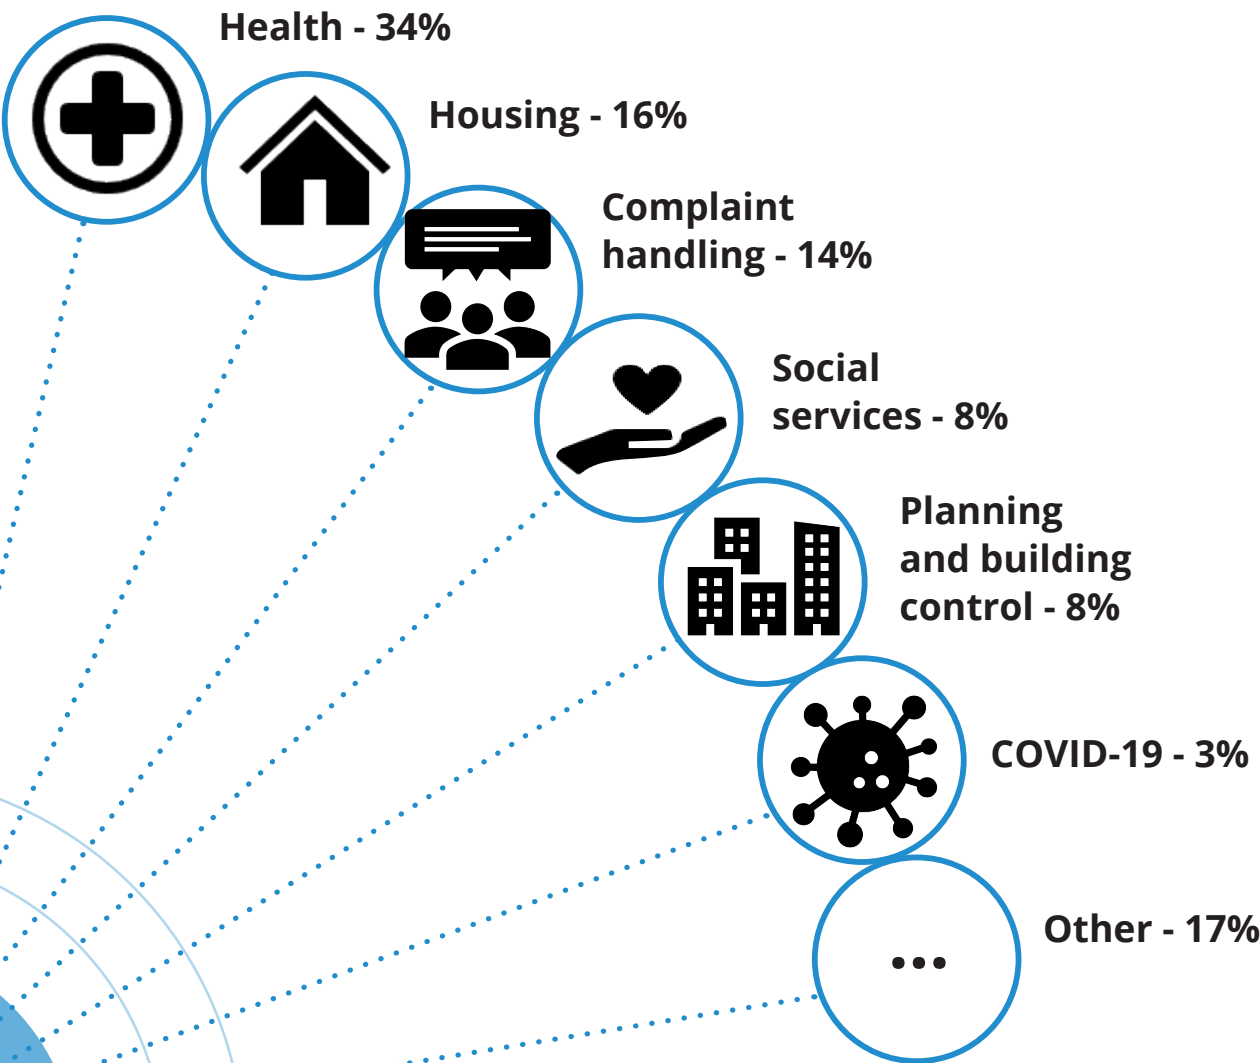 Health - 34%
Housing - 16%
Complaint
handling - 14%
Social
services - 8%
Planning
and building
control - 8%
COVID-19 - 3%
Other - 17%